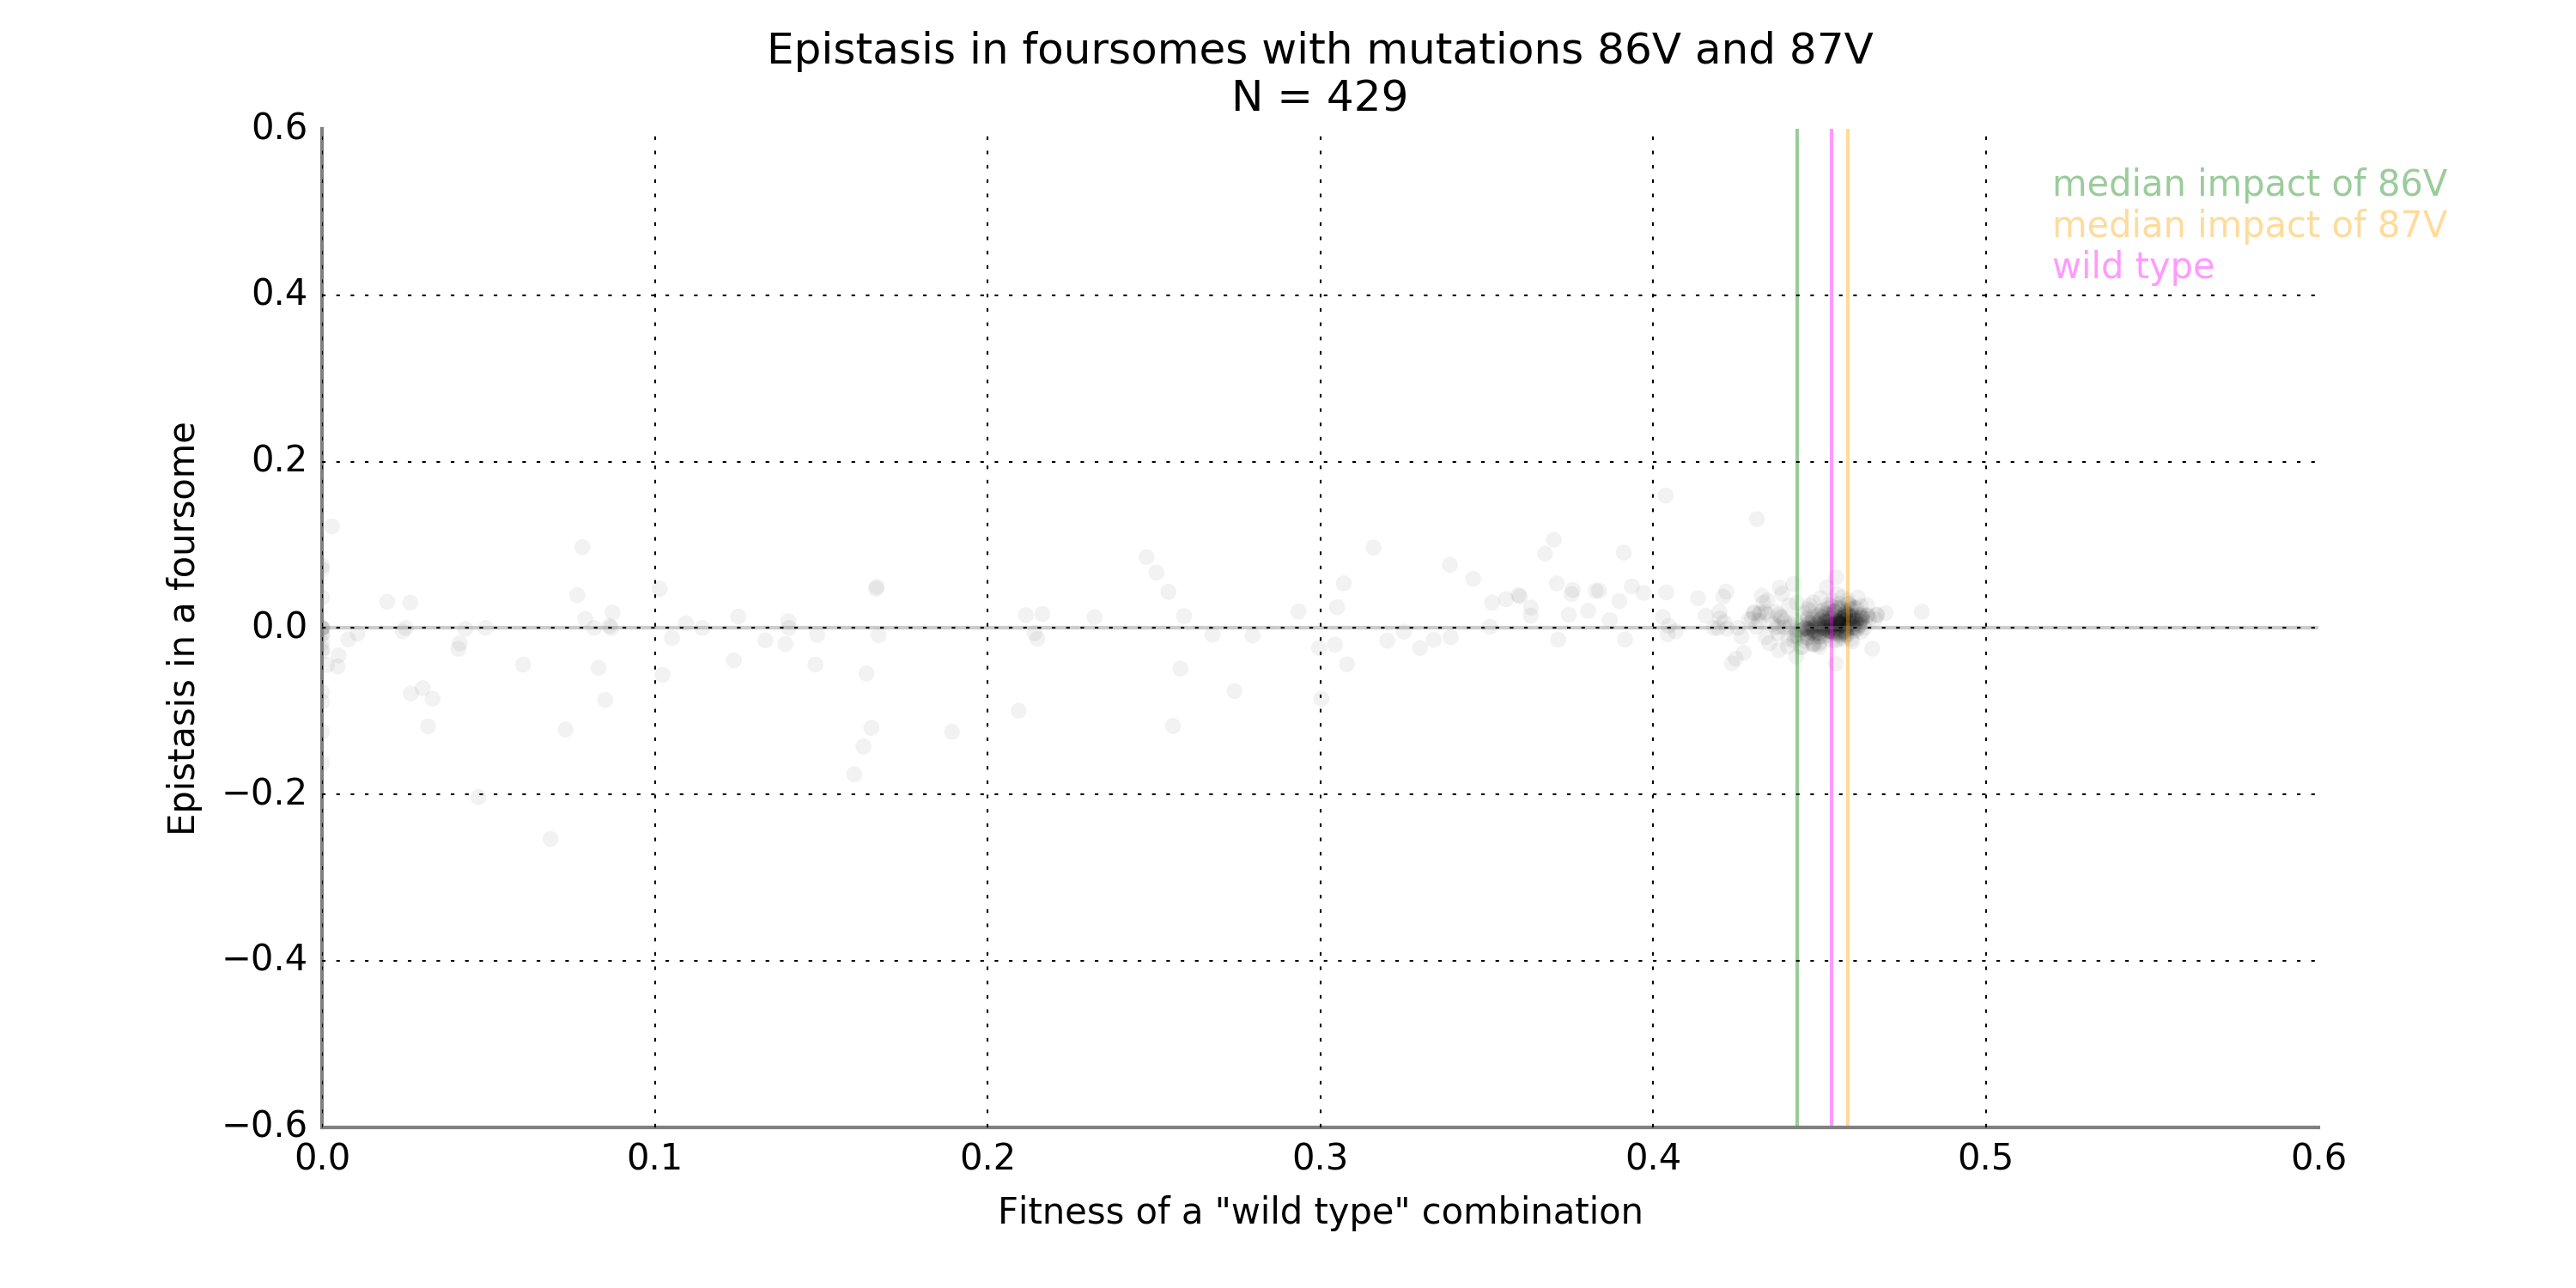 Epistasis in foursomes with mutations 86V and 87V
N = 429
0.6
0.4
0.2
0.0
−0.2
−0.4
−0.6
Epistasis in a foursome
median impact of 86V
median impact of 87V
wild type
0.0 0.1 0.2 0.3 0.4 0.5 0.6
Fitness of a "wild type" combination